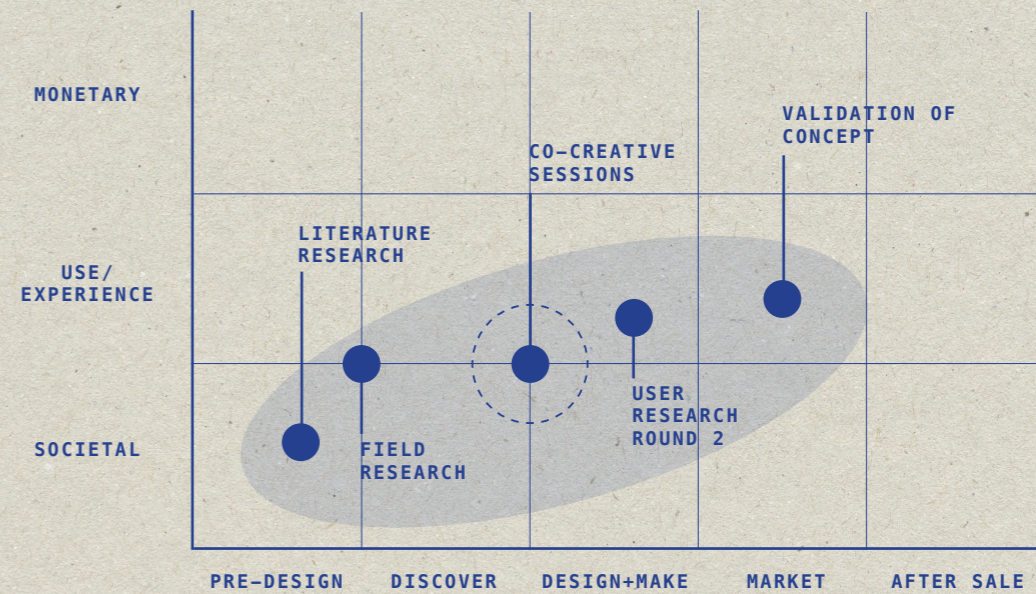 MONETARY
VALIDATION OF
CONCEPT
CO-CREATIVE
SESSIONS
LITERATURE
RESEARCH
USE/
EXPERIENCE
USER
RESEARCH
ROUND 2
FIELD
RESEARCH
SOCIETAL
PRE-DESIGN
DISCOVER
DESIGN+MAKE
MARKET
AFTER SALE